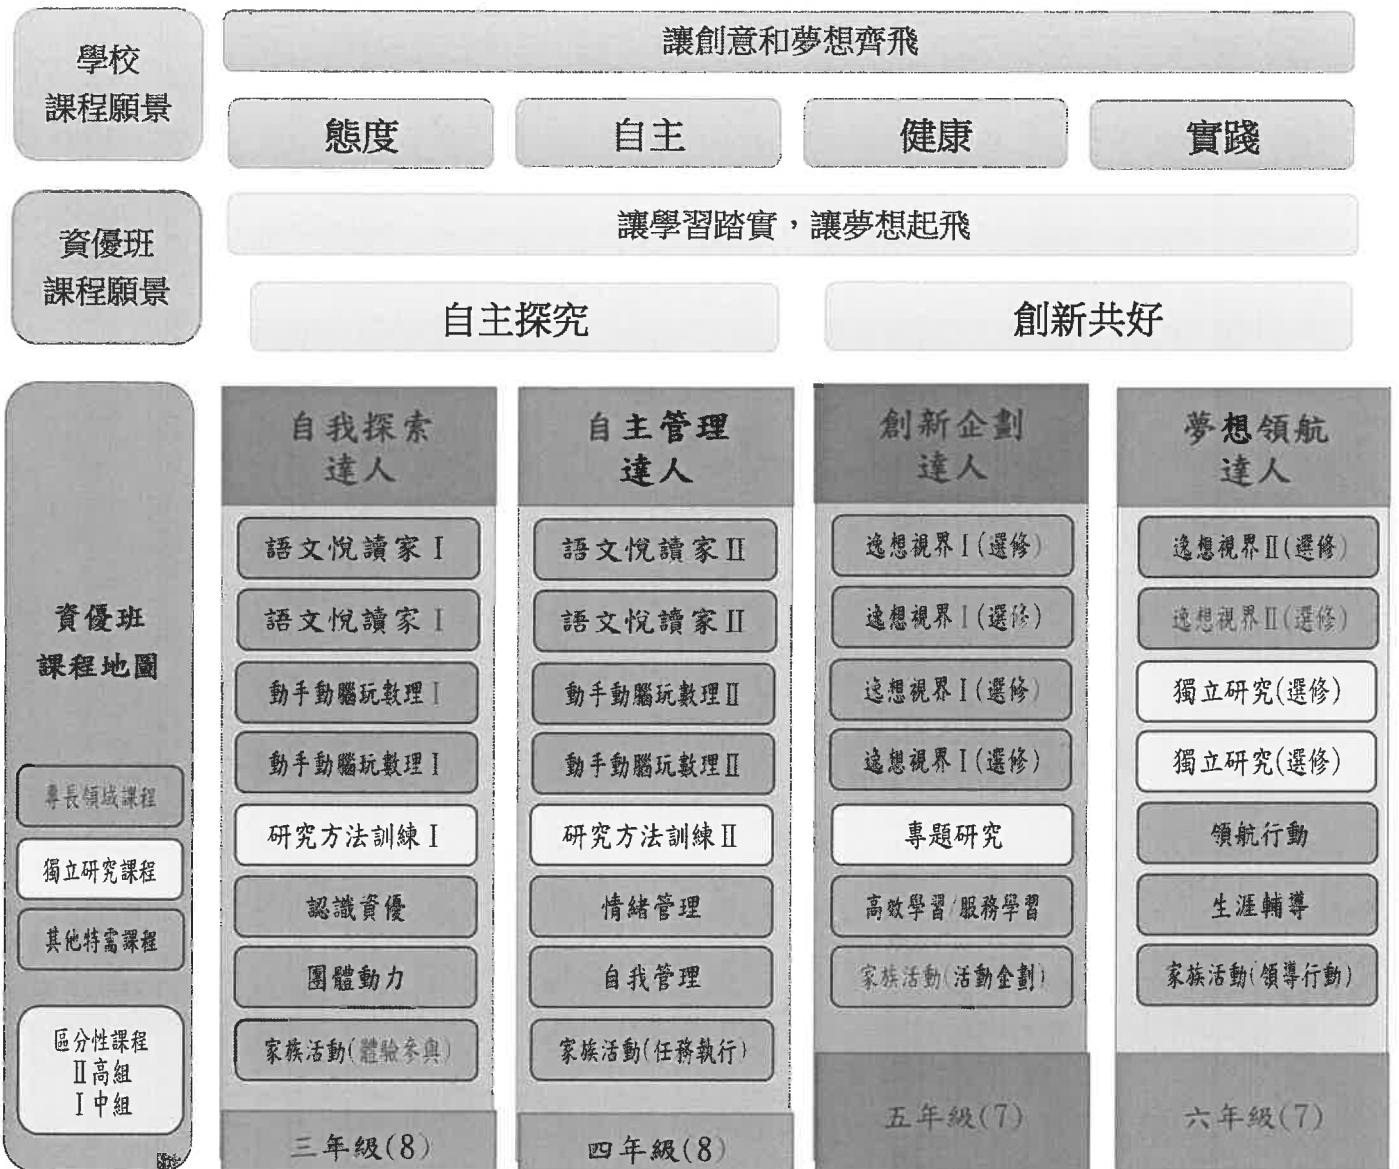 學校
課程願景
讓創意和夢想齊飛
態度
自主
健康
實踐
資優班
課程願景
讓學習踏實，讓夢想起飛
自主探究
創新共好
資優班
課程地圖
專長領域課程
獨立研究課程
其他特需課程
區分性課程
Ⅱ高組
Ⅰ中組
自我探索
達人
語文悅讀家Ⅰ
語文悅讀家Ⅰ
動手動腦玩數理Ⅰ
動手動腦玩數理Ⅰ
研究方法訓練Ⅰ
認識資優
團體動力
家族活動(體驗參與)
三年級(8)
自主管理
達人
語文悅讀家Ⅱ
語文悅讀家Ⅱ
動手動腦玩數理Ⅱ
動手動腦玩數理Ⅱ
研究方法訓練Ⅱ
情緒管理
自我管理
家族活動(任務執行)
四年級(8)
創新企劃
達人
逸想視界Ⅰ(選修)
逸想視界Ⅰ(選修)
逸想視界Ⅰ(選修)
逸想視界Ⅰ(選修)
專題研究
高效學習/服務學習
家族活動(活動企劃)
五年級(7)
夢想領航
達人
逸想視界Ⅱ(選修)
逸想視界Ⅱ(選修)
獨立研究(選修)
獨立研究(選修)
領航行動
生涯輔導
家族活動(領導行動)
六年級(7)